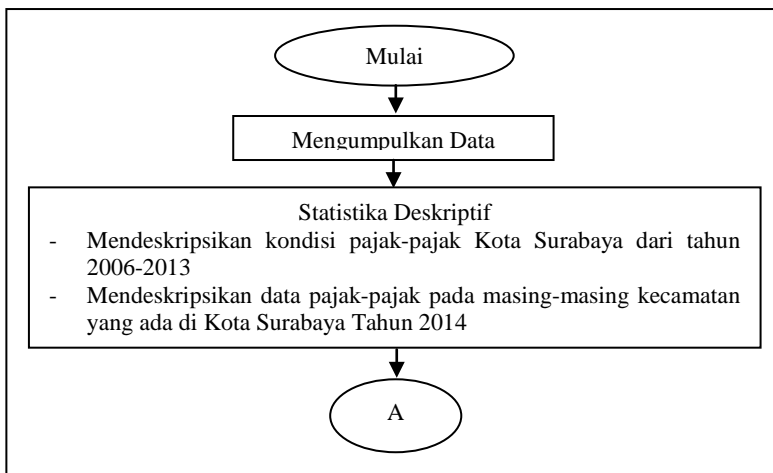 Mulai
Mengumpulkan Data
Statistika Deskriptif
- Mendeskripsikan kondisi pajak-pajak Kota Surabaya dari tahun
2006-2013
- Mendeskripsikan data pajak-pajak pada masing-masing kecamatan
yang ada di Kota Surabaya Tahun 2014
A